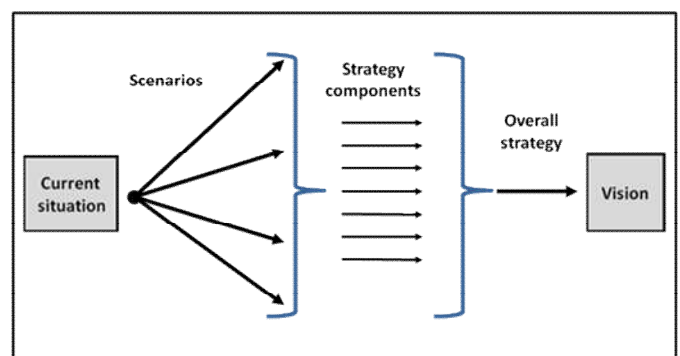 Scenarios
Strategy
components
Overall
strategy
Current
situation
Vision